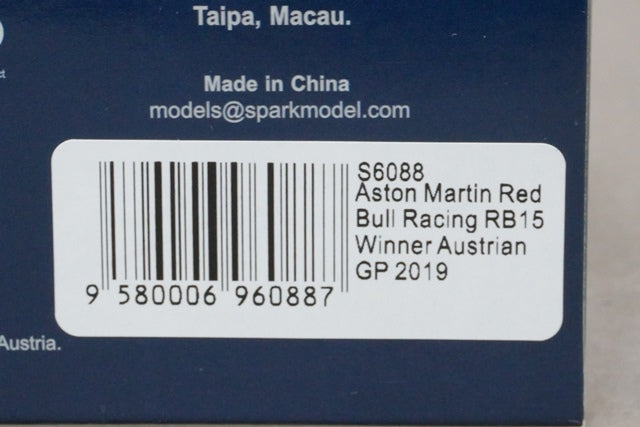 Taipa, Macau.
Made in China
models@sparkmodel.com
S6088
Aston Martin Red
Bull Racing RB15
Winner Austrian
GP 2019
9 580006 960887
Austria.